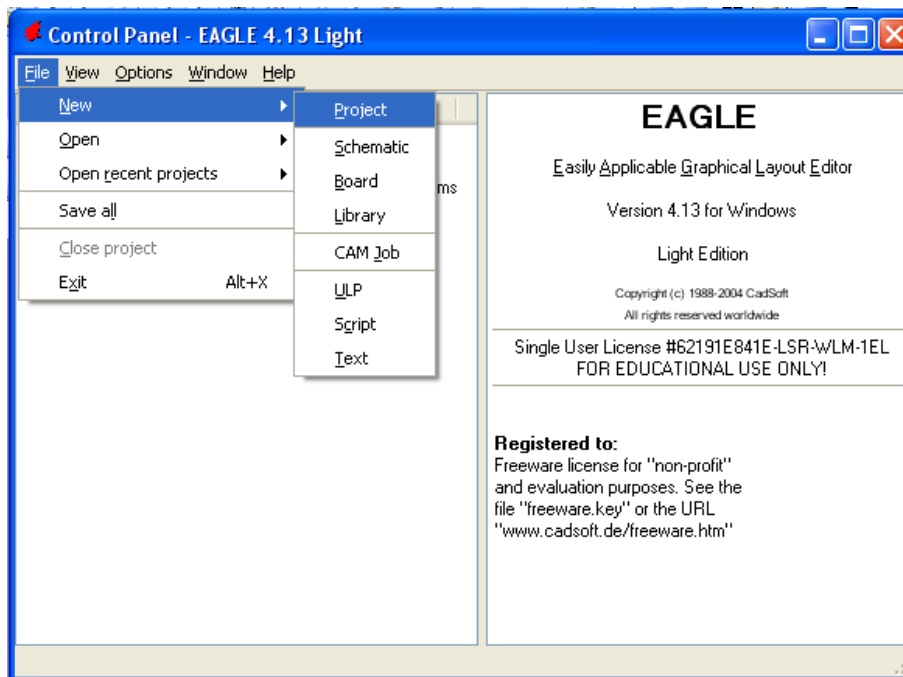 Control Panel - EAGLE 4.13 Light
File View Options Window Help
New
Open
Open recent projects
Save all
Close project
Exit Alt+X
Project
Schematic
Board
Library
CAM Job
ULP
Script
Text
ms
EAGLE
Easily Applicable Graphical Layout Editor
Version 4.13 for Windows
Light Edition
Copyright (c) 1988-2004 CadSoft
All rights reserved worldwide
Single User License #62191E841E-LSR-WLM-1EL
FOR EDUCATIONAL USE ONLY!
Registered to:
Freeware license for "non-profit"
and evaluation purposes. See the
file "freeware.key" or the URL
"www.cadsoft.de/freeware.htm"